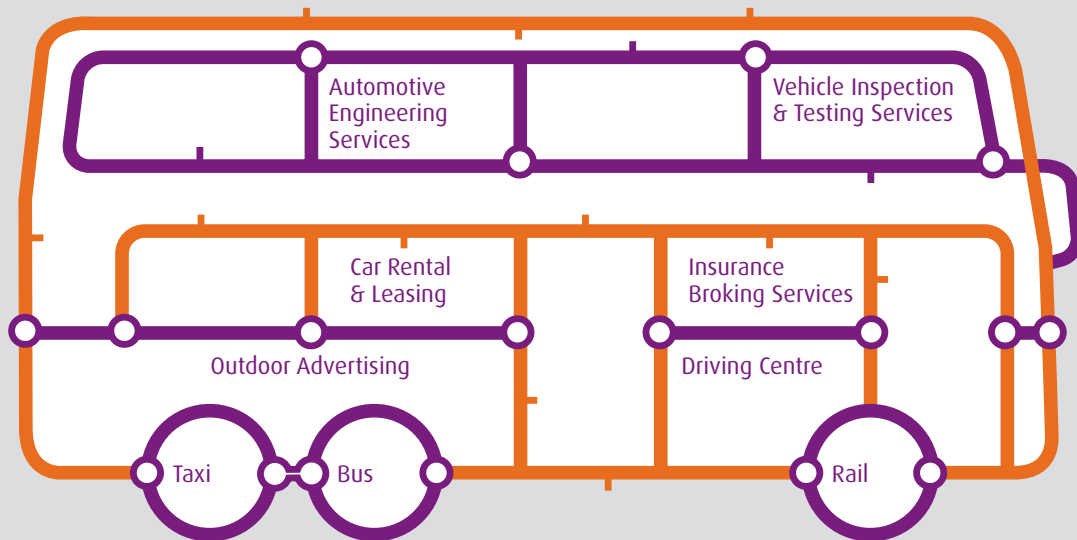 Automotive
Engineering
Services
Vehicle Inspection
& Testing Services
Car Rental
& Leasing
Insurance
Broking Services
Outdoor Advertising
Driving Centre
Taxi
Bus
Rail